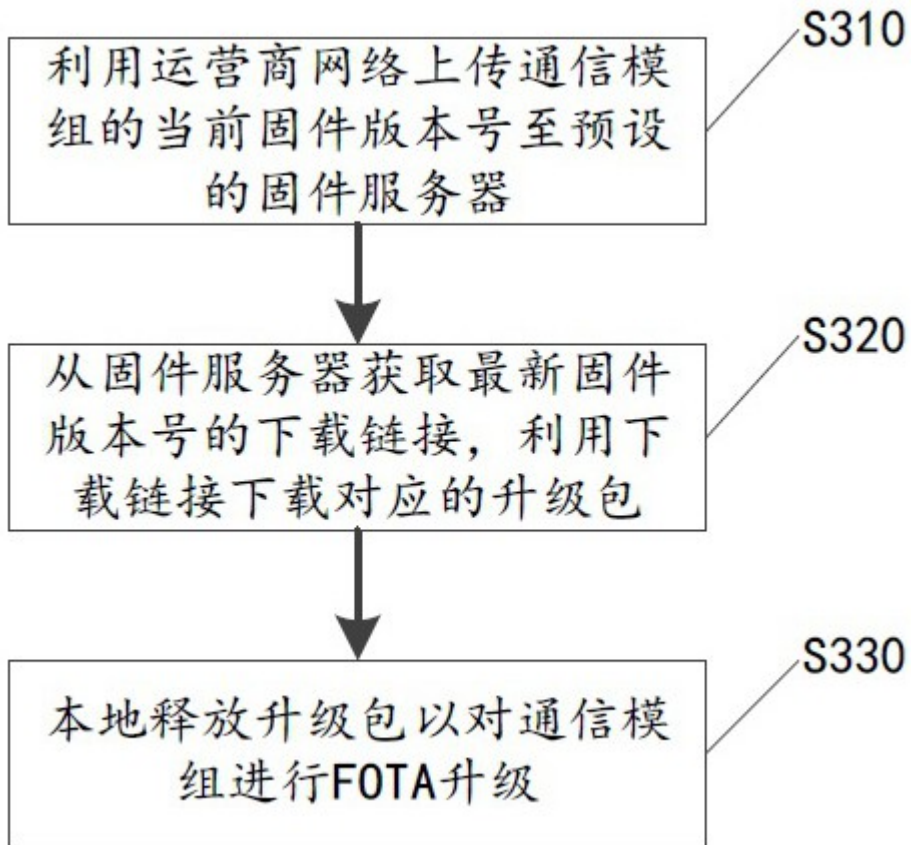 S310
利用运营商网络上传通信模
组的当前固件版本号至预设
的固件服务器
S320
从固件服务器获取最新固件
版本号的下载链接，利用下
载链接下载对应的升级包
S330
本地释放升级包以对通信模
组进行FOTA升级